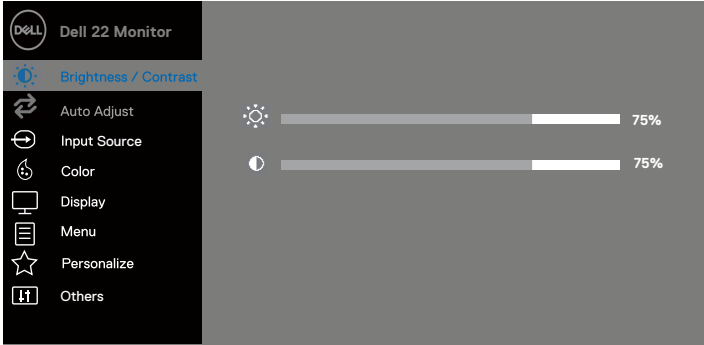 DELL
Dell 22 Monitor
Brightness / Contrast
Auto Adjust
Input Source
Color
Display
Menu
Personalize
Others
75%
75%